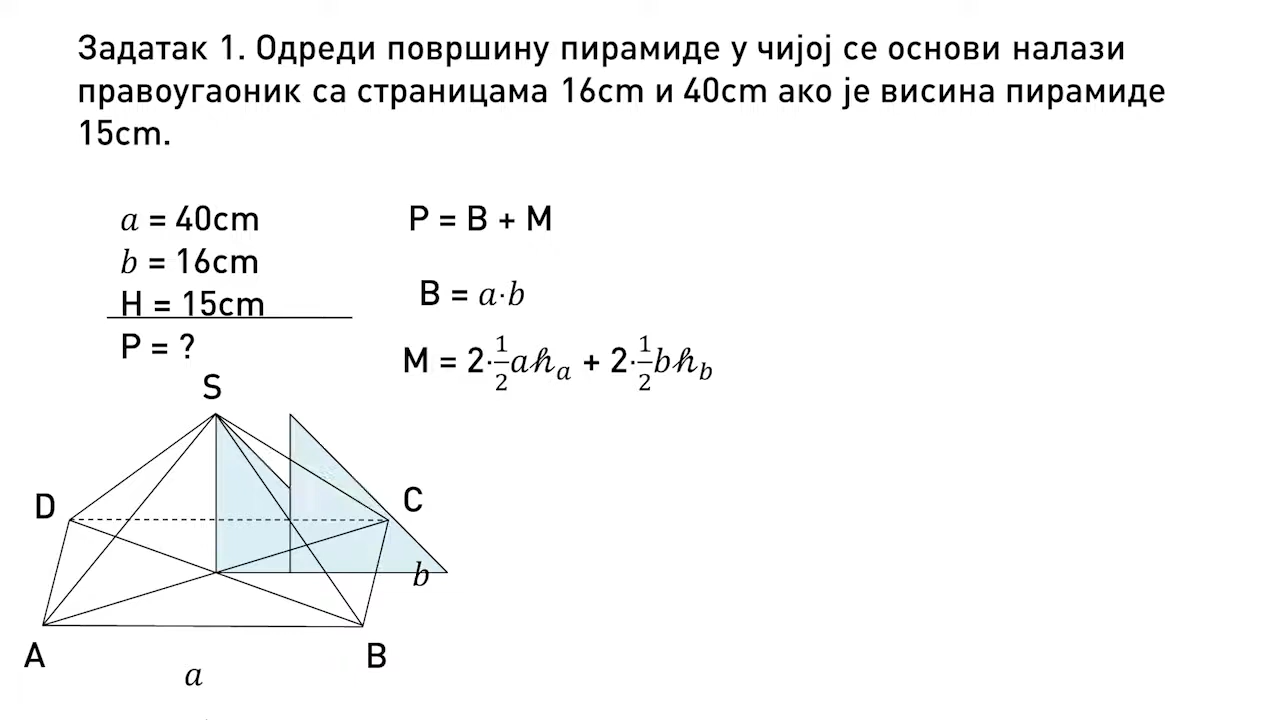 Задатак 1. Одреди површину пирамиде у чијој се основи налази
правоугаоник са страницама 16cm и 40cm ако је висина пирамиде
15cm.
a = 40cm
b = 16cm
H = 15cm
P = ?
P = B + M
B = a·b
M = 2·1/2aℎₐ + 2·1/2bℎ_b
S
D
C
b
A
B
a